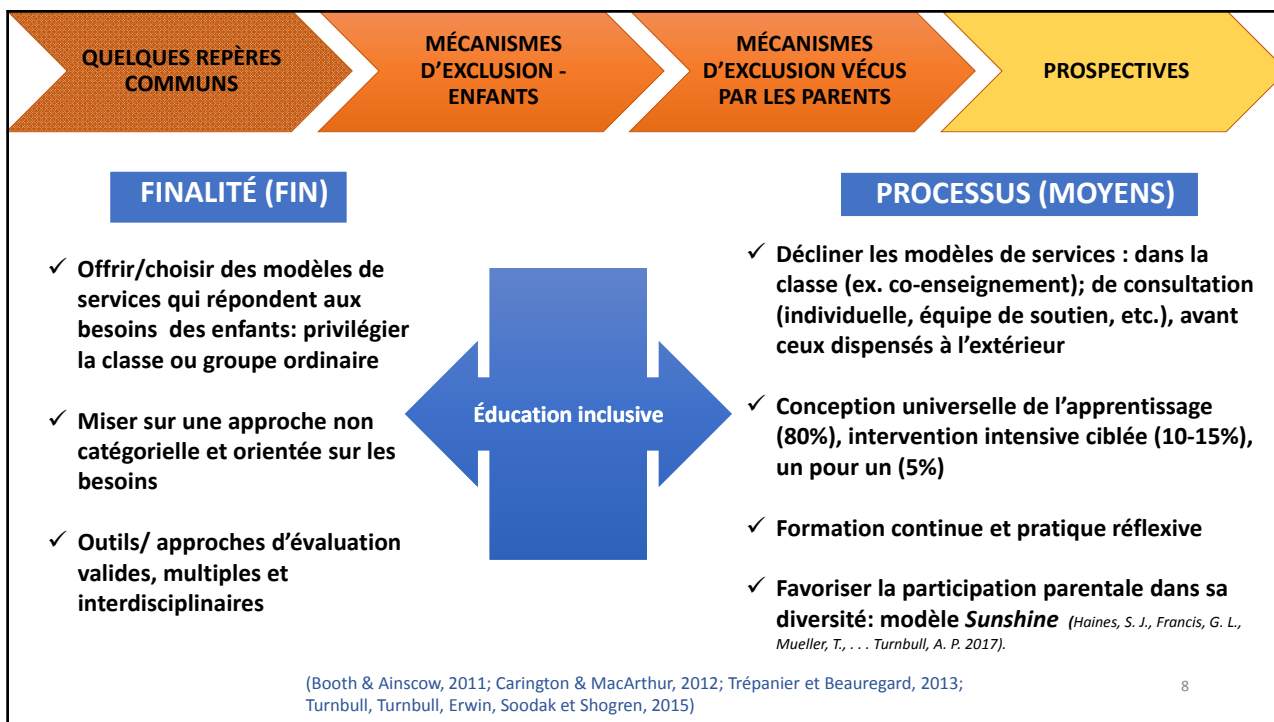 QUELQUES REPÈRES
COMMUNS
MÉCANISMES
D’EXCLUSION -
ENFANTS
MÉCANISMES
D’EXCLUSION VÉCUS
PAR LES PARENTS
PROSPECTIVES
FINALITÉ (FIN)
✓ Offrir/choisir des modèles de
services qui répondent aux
besoins des enfants: privilégier
la classe ou groupe ordinaire
✓ Miser sur une approche non
catégorielle et orientée sur les
besoins
✓ Outils/ approches d’évaluation
valides, multiples et
interdisciplinaires
Éducation inclusive
PROCESSUS (MOYENS)
✓ Décliner les modèles de services : dans la
classe (ex. co-enseignement); de consultation
(individuelle, équipe de soutien, etc.), avant
ceux dispensés à l’extérieur
✓ Conception universelle de l’apprentissage
(80%), intervention intensive ciblée (10-15%),
un pour un (5%)
✓ Formation continue et pratique réflexive
✓ Favoriser la participation parentale dans sa
diversité: modèle Sunshine (Haines, S. J., Francis, G. L.,
Mueller, T., . . . Turnbull, A. P. 2017).
(Booth & Ainscow, 2011; Carington & MacArthur, 2012; Trépanier et Beauregard, 2013;
Turnbull, Turnbull, Erwin, Soodak et Shogren, 2015)
8